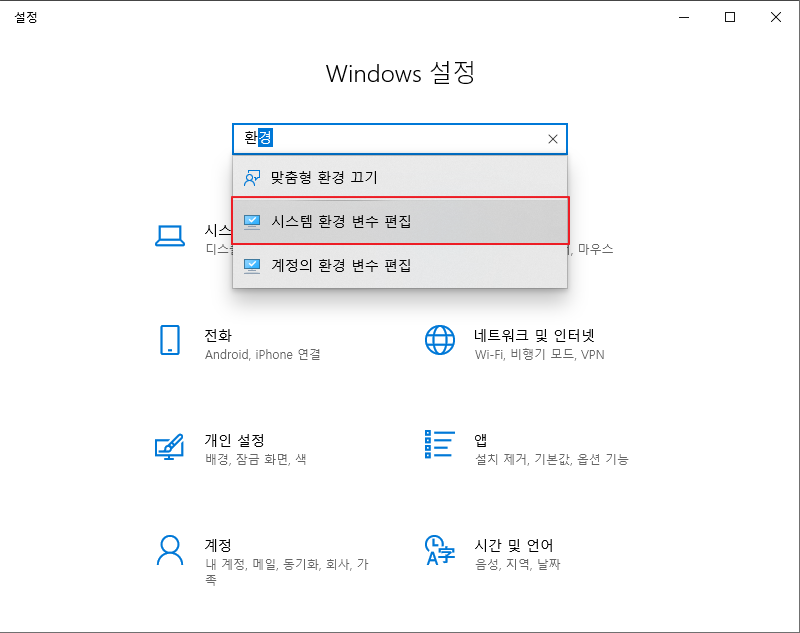 설정
Windows 설정
환경
맞춤형 환경 끄기
시스템 환경 변수 편집
계정의 환경 변수 편집
시스
디스
마우스
전화
Android, iPhone 연결
네트워크 및 인터넷
Wi-Fi, 비행기 모드, VPN
개인 설정
배경, 잠금 화면, 색
앱
설치 제거, 기본값, 옵션 기능
계정
내 계정, 메일, 동기화, 회사, 가
족
시간 및 언어
음성, 지역, 날짜